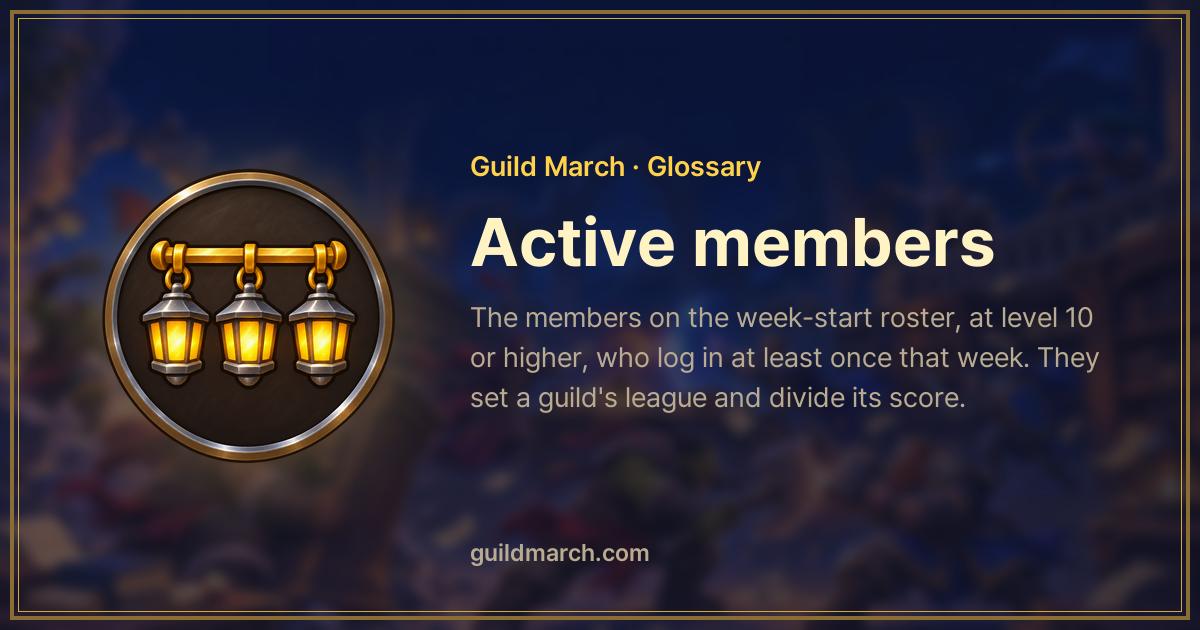 Guild March · Glossary
Active members
The members on the week-start roster, at level 10
or higher, who log in at least once that week. They
set a guild's league and divide its score.
guildmarch.com